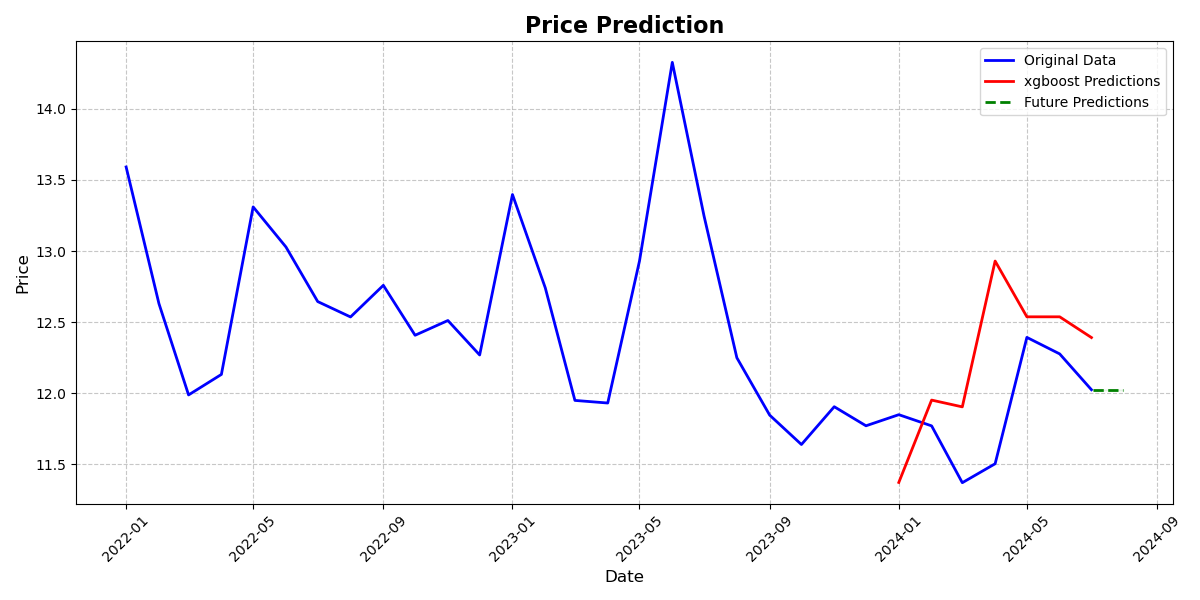 Price Prediction
Original Data
xgboost Predictions
Future Predictions
Price
14.0
13.5
13.0
12.5
12.0
11.5
2022-01
2022-05
2022-09
2023-01
2023-05
2023-09
2024-01
2024-05
2024-09
Date